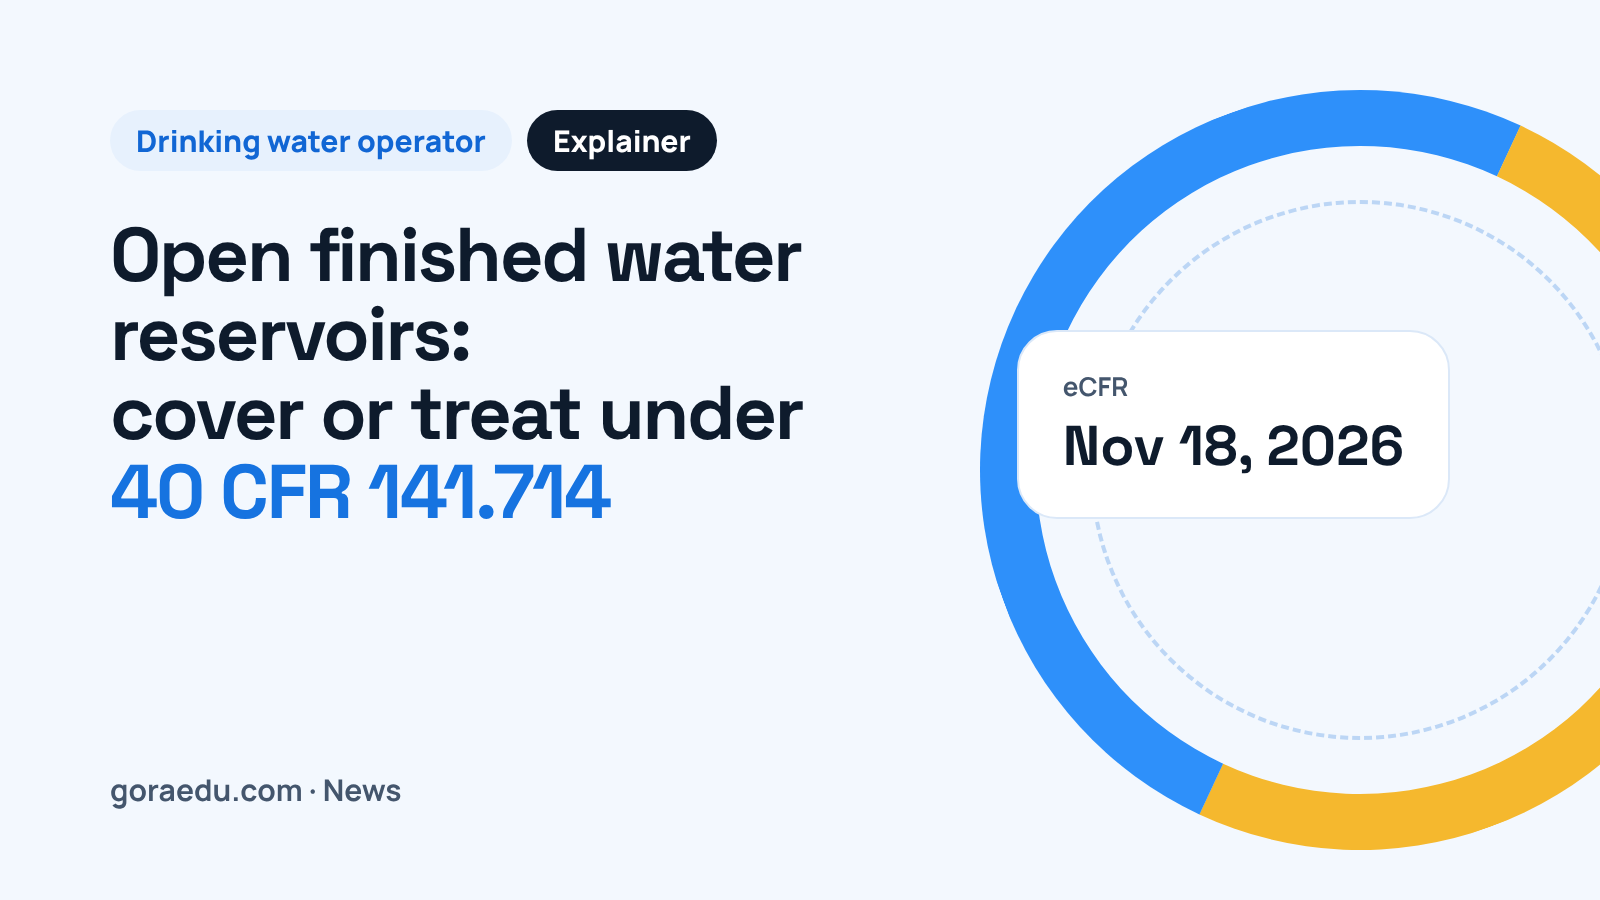 Drinking water operator
Explainer
Open finished water
reservoirs:
cover or treat under
40 CFR 141.714
eCFR
Nov 18, 2026
goraedu.com · News